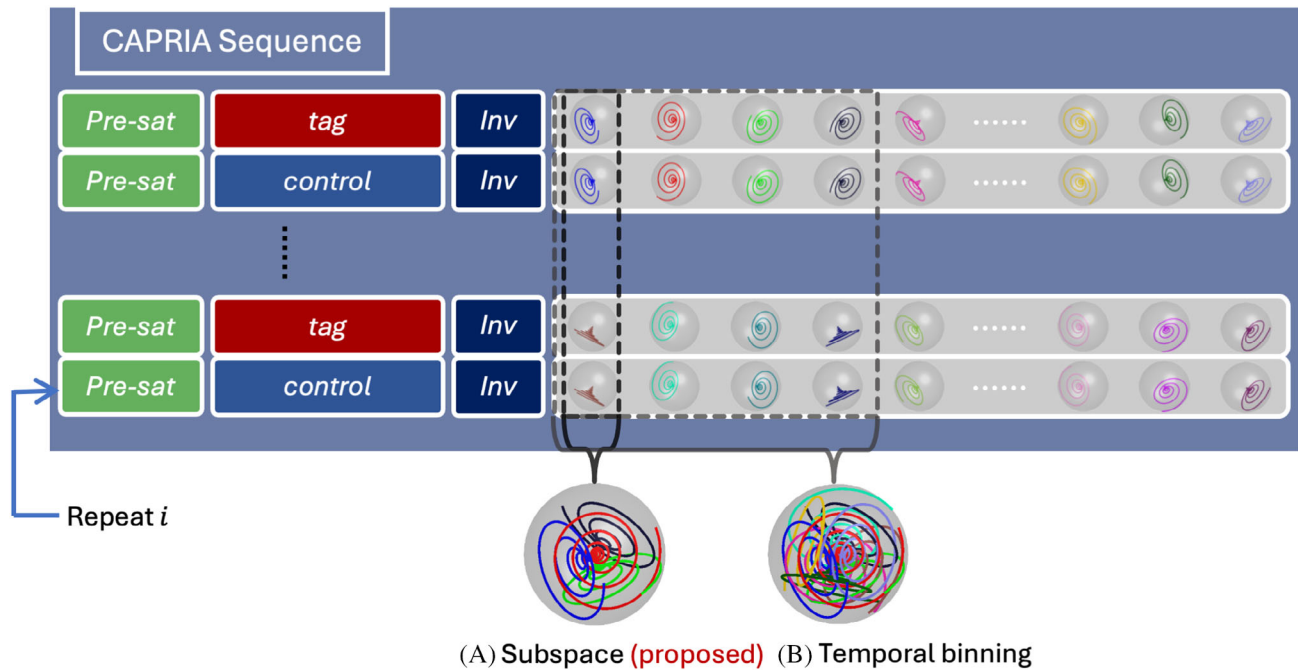 CAPRIA Sequence
Pre-sat tag Inv ......
Pre-sat control Inv ......
......
Pre-sat tag Inv ......
Pre-sat control Inv ......
Repeat i
(A) Subspace (proposed) (B) Temporal binning